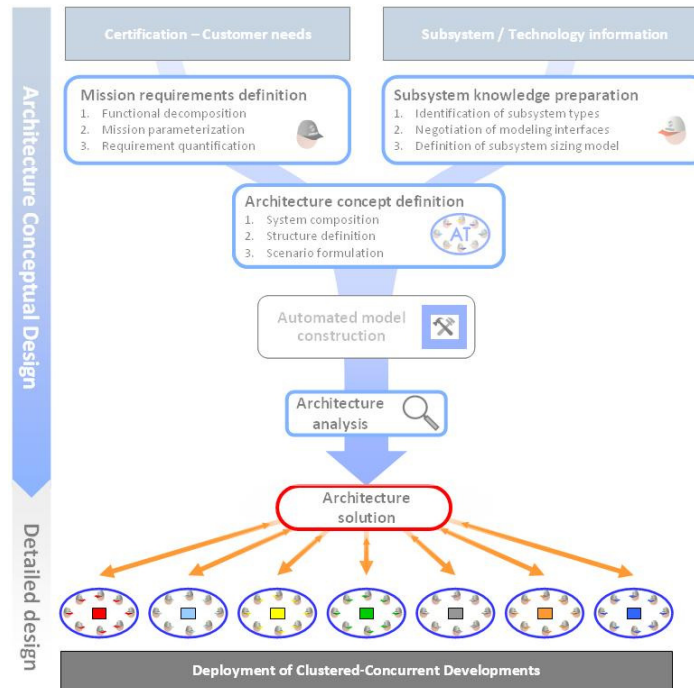 Architecture Conceptual Design
Detailed design
Certification – Customer needs
Subsystem / Technology information
Mission requirements definition
1. Functional decomposition
2. Mission parameterization
3. Requirement quantification
Subsystem knowledge preparation
1. Identification of subsystem types
2. Negotiation of modeling interfaces
3. Definition of subsystem sizing model
Architecture concept definition
1. System composition
2. Structure definition
3. Scenario formulation
AT
Automated model
construction
Architecture
analysis
Architecture
solution
Deployment of Clustered-Concurrent Developments